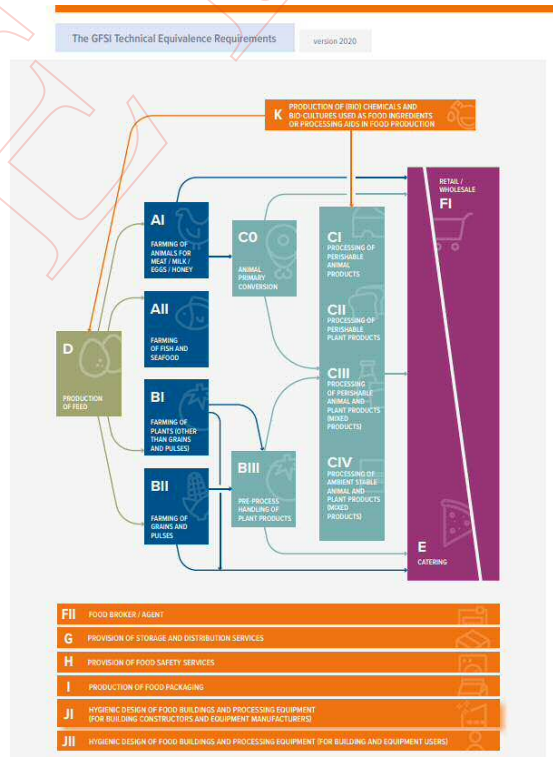 The GFSI Technical Equivalence Requirements
version 2020
K
PRODUCTION OF (BIO) CHEMICALS AND
BIO-CULTURES USED AS FOOD INGREDIENTS
OR PROCESSING AIDS IN FOOD PRODUCTION
RETAIL /
WHOLESALE
FI
AI
FARMING OF
ANIMALS FOR
MEAT / MILK /
EGGS / HONEY
C0
ANIMAL
PRIMARY
CONVERSION
CI
PROCESSING OF
PERISHABLE
ANIMAL
PRODUCTS
AII
FARMING
OF FISH AND
SEAFOOD
CII
PROCESSING OF
PERISHABLE
PLANT PRODUCTS
D
PRODUCTION
OF FEED
CIII
PROCESSING
OF PERISHABLE
ANIMAL AND
PLANT PRODUCTS
(MIXED
PRODUCTS)
BI
FARMING OF
PLANTS (OTHER
THAN GRAINS
AND PULSES)
BIII
PRE-PROCESS
HANDLING OF
PLANT PRODUCTS
CIV
PROCESSING OF
AMBIENT STABLE
ANIMAL AND
PLANT PRODUCTS
(MIXED
PRODUCTS)
BII
FARMING OF
GRAINS AND
PULSES
E
CATERING
FII FOOD BROKER / AGENT
G PROVISION OF STORAGE AND DISTRIBUTION SERVICES
H PROVISION OF FOOD SAFETY SERVICES
I PRODUCTION OF FOOD PACKAGING
JI HYGIENIC DESIGN OF FOOD BUILDINGS AND PROCESSING EQUIPMENT
(FOR BUILDING CONSTRUCTORS AND EQUIPMENT MANUFACTURERS)
JII HYGIENIC DESIGN OF FOOD BUILDINGS AND PROCESSING EQUIPMENT (FOR BUILDING AND EQUIPMENT USERS)